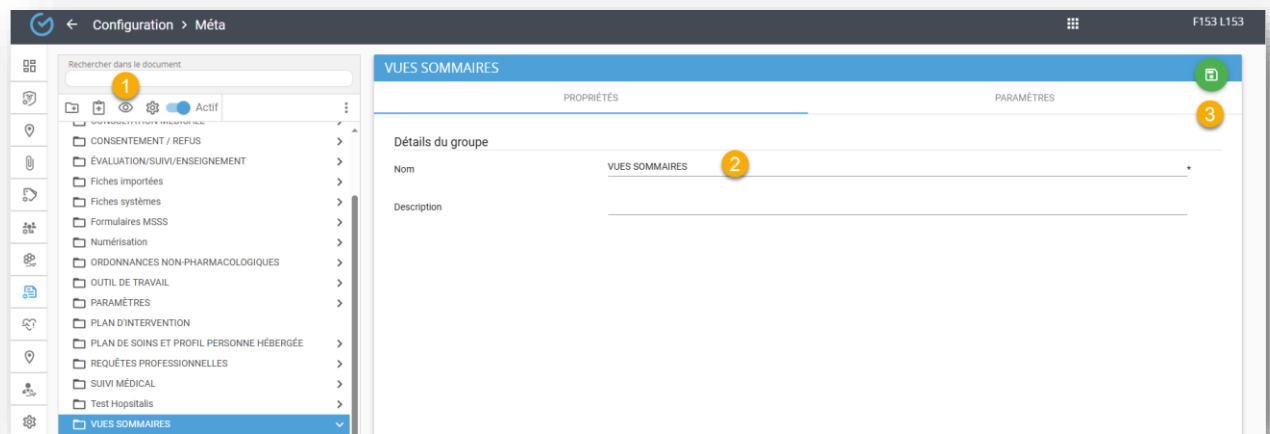 Configuration > Méta
F153 L153
Rechercher dans le document
1
Actif
CONSULTATION MÉDICALE
CONSENTEMENT / REFUS
ÉVALUATION/SUIVI/ENSEIGNEMENT
Fiches importées
Fiches systèmes
Formulaires MSSS
Numérisation
ORDONNANCES NON-PHARMACOLOGIQUES
OUTIL DE TRAVAIL
PARAMÈTRES
PLAN D'INTERVENTION
PLAN DE SOINS ET PROFIL PERSONNE HÉBERGÉE
REQUÊTES PROFESSIONNELLES
SUIVI MÉDICAL
Test Hopsitalis
VUES SOMMAIRES
VUES SOMMAIRES
PROPRIÉTÉS
PARAMÈTRES
3
Détails du groupe
Nom
VUES SOMMAIRES
2
*
Description